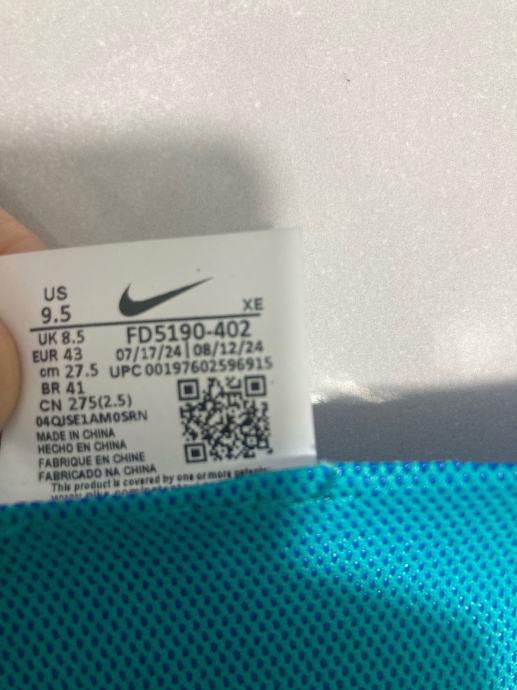 US
9.5
XE
UK 8.5
FD5190-402
EUR 43
07/17/24 | 08/12/24
cm 27.5
UPC 00197602596915
BR 41
CN 275(2.5)
04QJSE1AM0SRN
MADE IN CHINA
HECHO EN CHINA
FABRIQUE EN CHINE
FABRICADO NA CHINA
This product is covered by one or more patents.